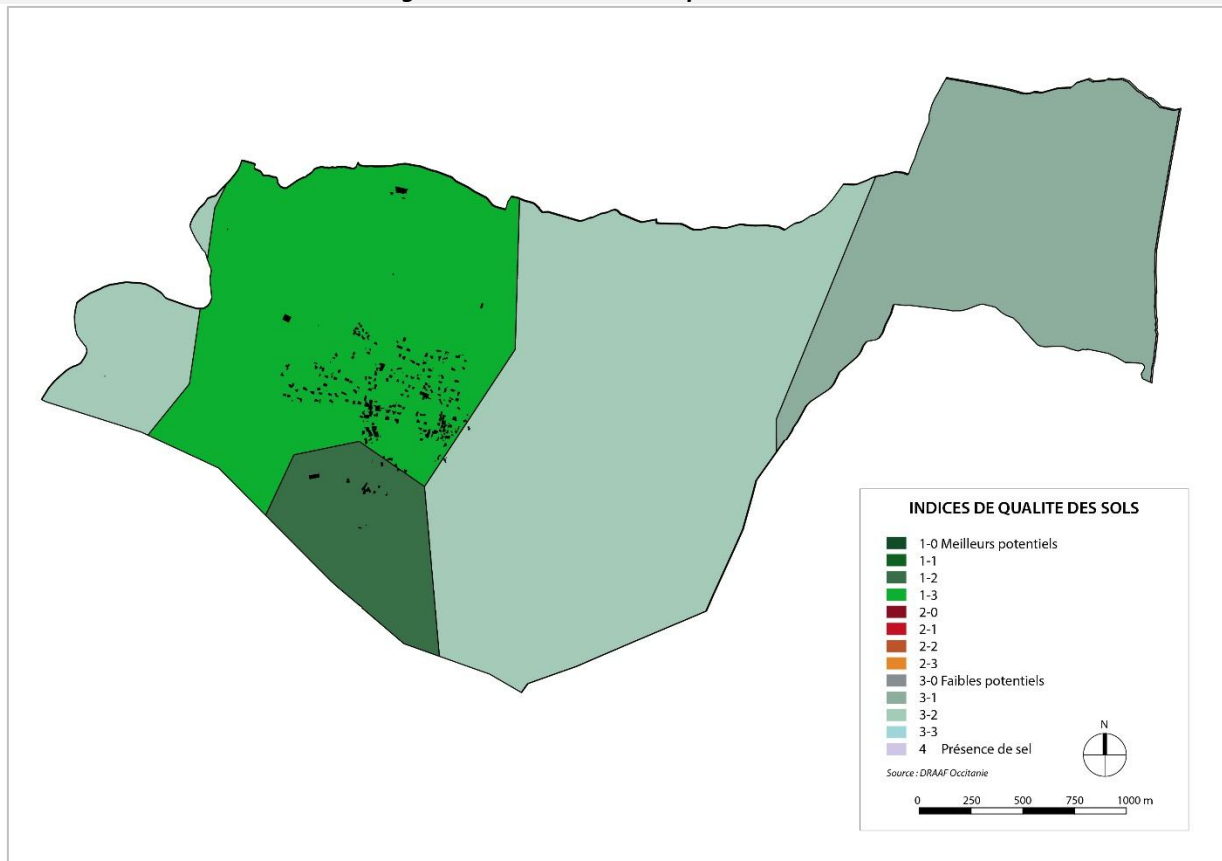 INDICES DE QUALITE DES SOLS
1-0 Meilleurs potentiels
1-1
1-2
1-3
2-0
2-1
2-2
2-3
3-0 Faibles potentiels
3-1
3-2
3-3
4 Présence de sel
N
Source : DRAAF Occitanie
0 250 500 750 1000 m